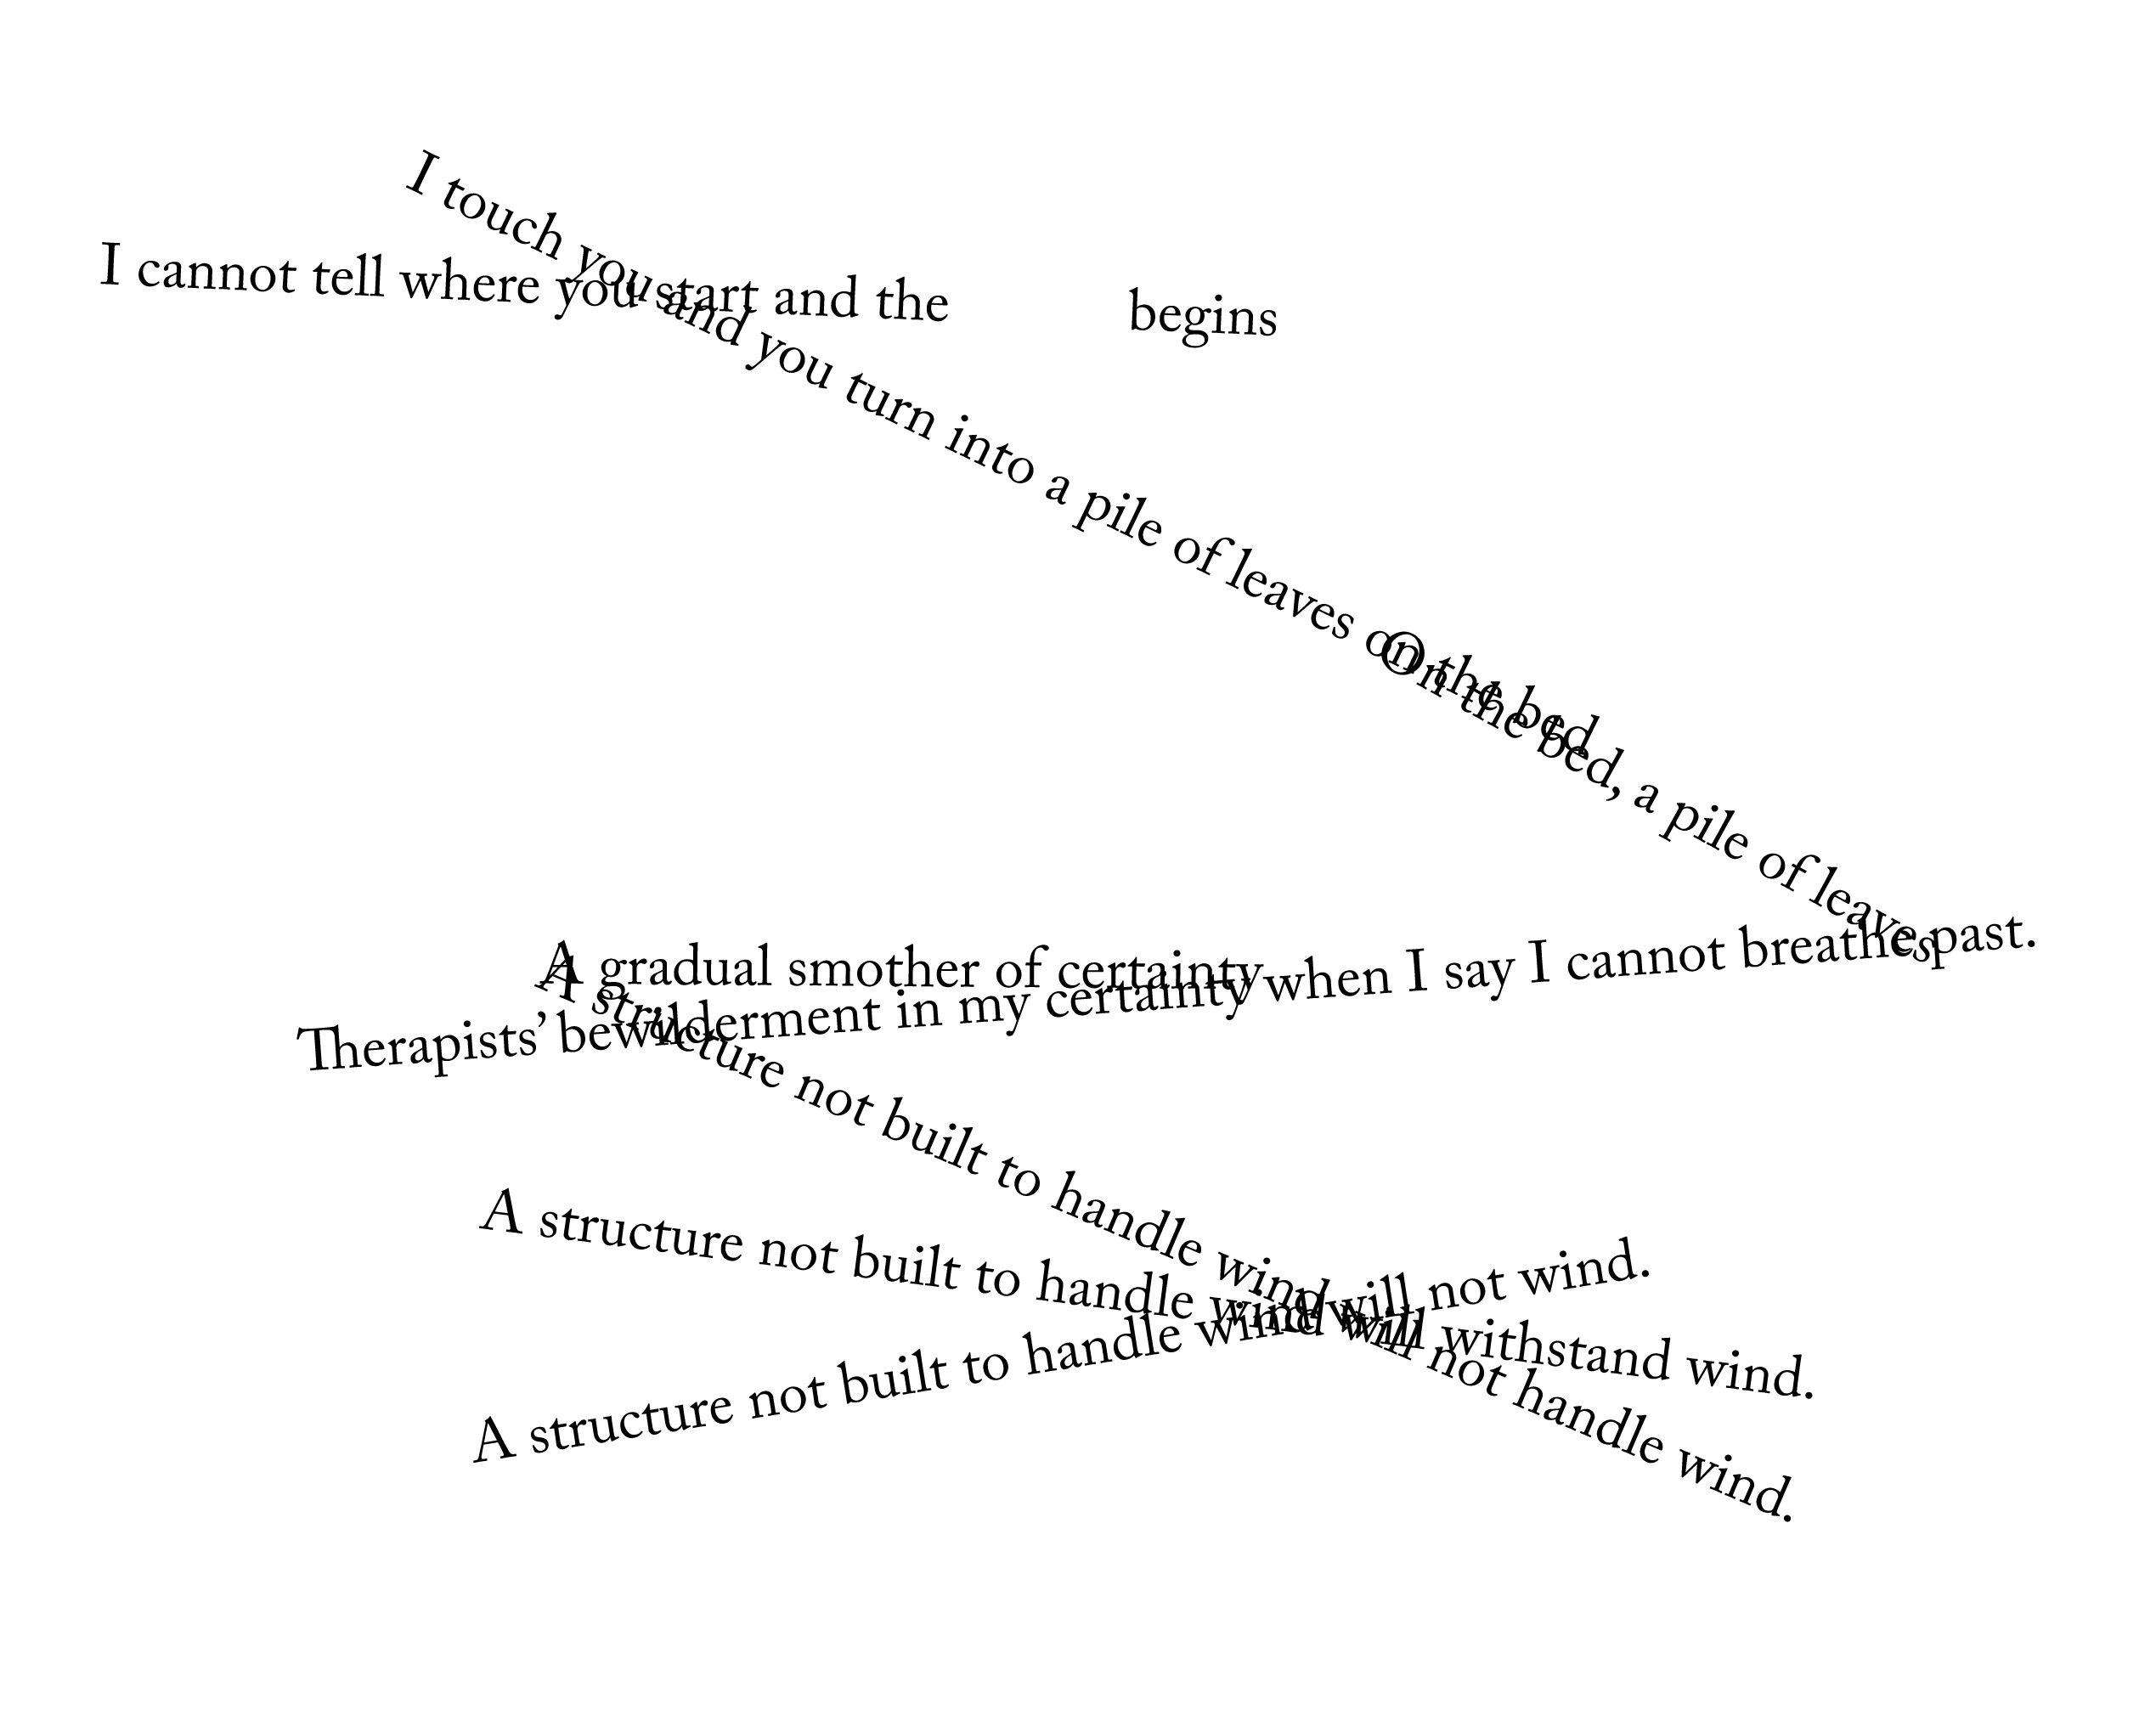 I touch you and you turn into a pile of leaves on the bed
I cannot tell where you start and the begins
On the bed, a pile of leaves
A gradual smother of certainty
Therapists’ bewilderment in my certainty when I say I cannot breathe past.
A structure not built to handle wind will not handle wind.
A structure not built to handle wind will withstand wind.
A structure not built to handle wind will not wind.